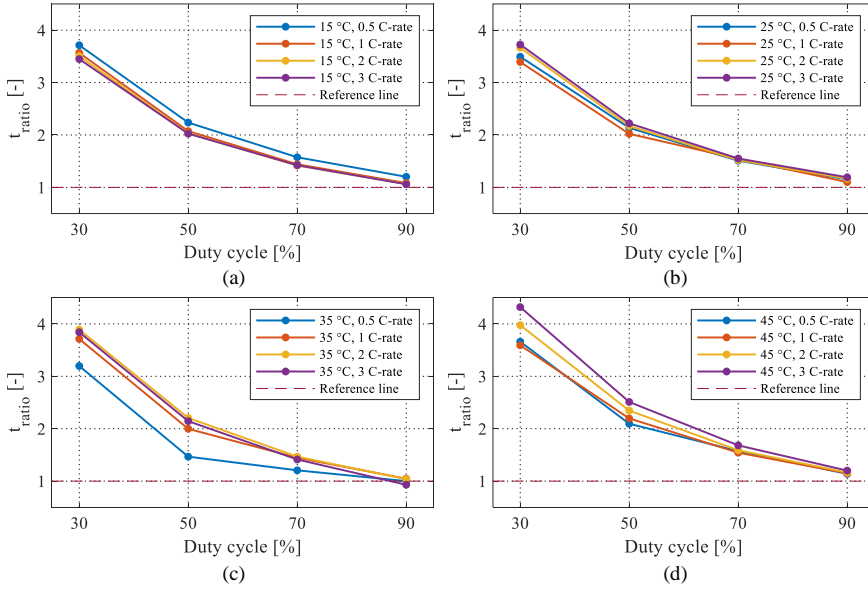 4
3
2
1
t_ratio [-]
15 °C, 0.5 C-rate
15 °C, 1 C-rate
15 °C, 2 C-rate
15 °C, 3 C-rate
Reference line
30 50 70 90
Duty cycle [%]
(a)
4
3
2
1
t_ratio [-]
25 °C, 0.5 C-rate
25 °C, 1 C-rate
25 °C, 2 C-rate
25 °C, 3 C-rate
Reference line
30 50 70 90
Duty cycle [%]
(b)
4
3
2
1
t_ratio [-]
35 °C, 0.5 C-rate
35 °C, 1 C-rate
35 °C, 2 C-rate
35 °C, 3 C-rate
Reference line
30 50 70 90
Duty cycle [%]
(c)
4
3
2
1
t_ratio [-]
45 °C, 0.5 C-rate
45 °C, 1 C-rate
45 °C, 2 C-rate
45 °C, 3 C-rate
Reference line
30 50 70 90
Duty cycle [%]
(d)